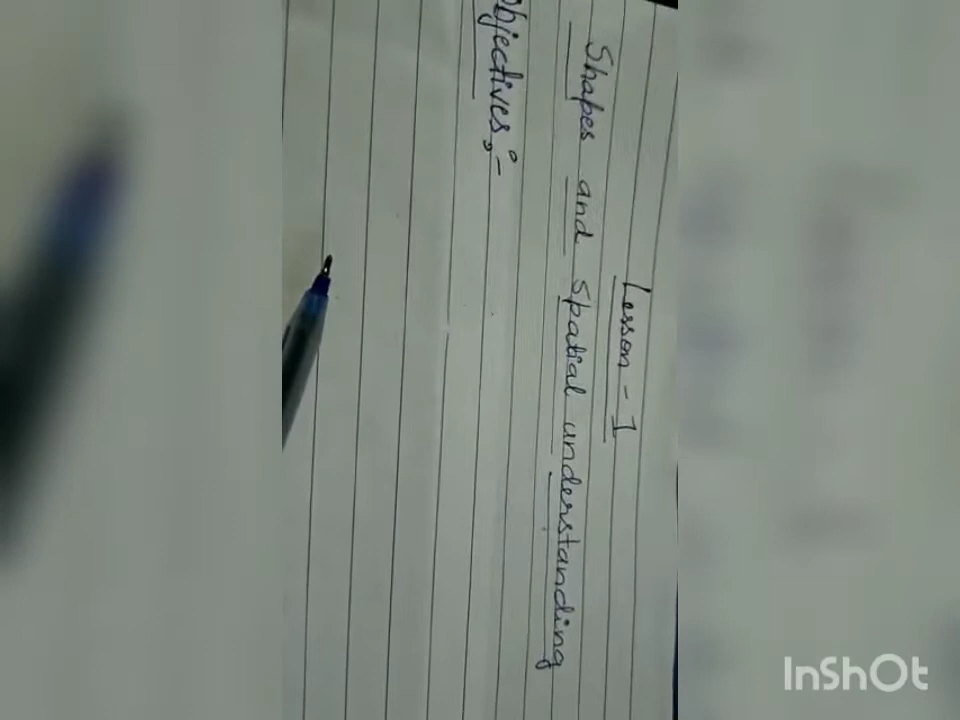 Lesson - 1
Shapes and Spatial understanding
Objectives;-
InShOt